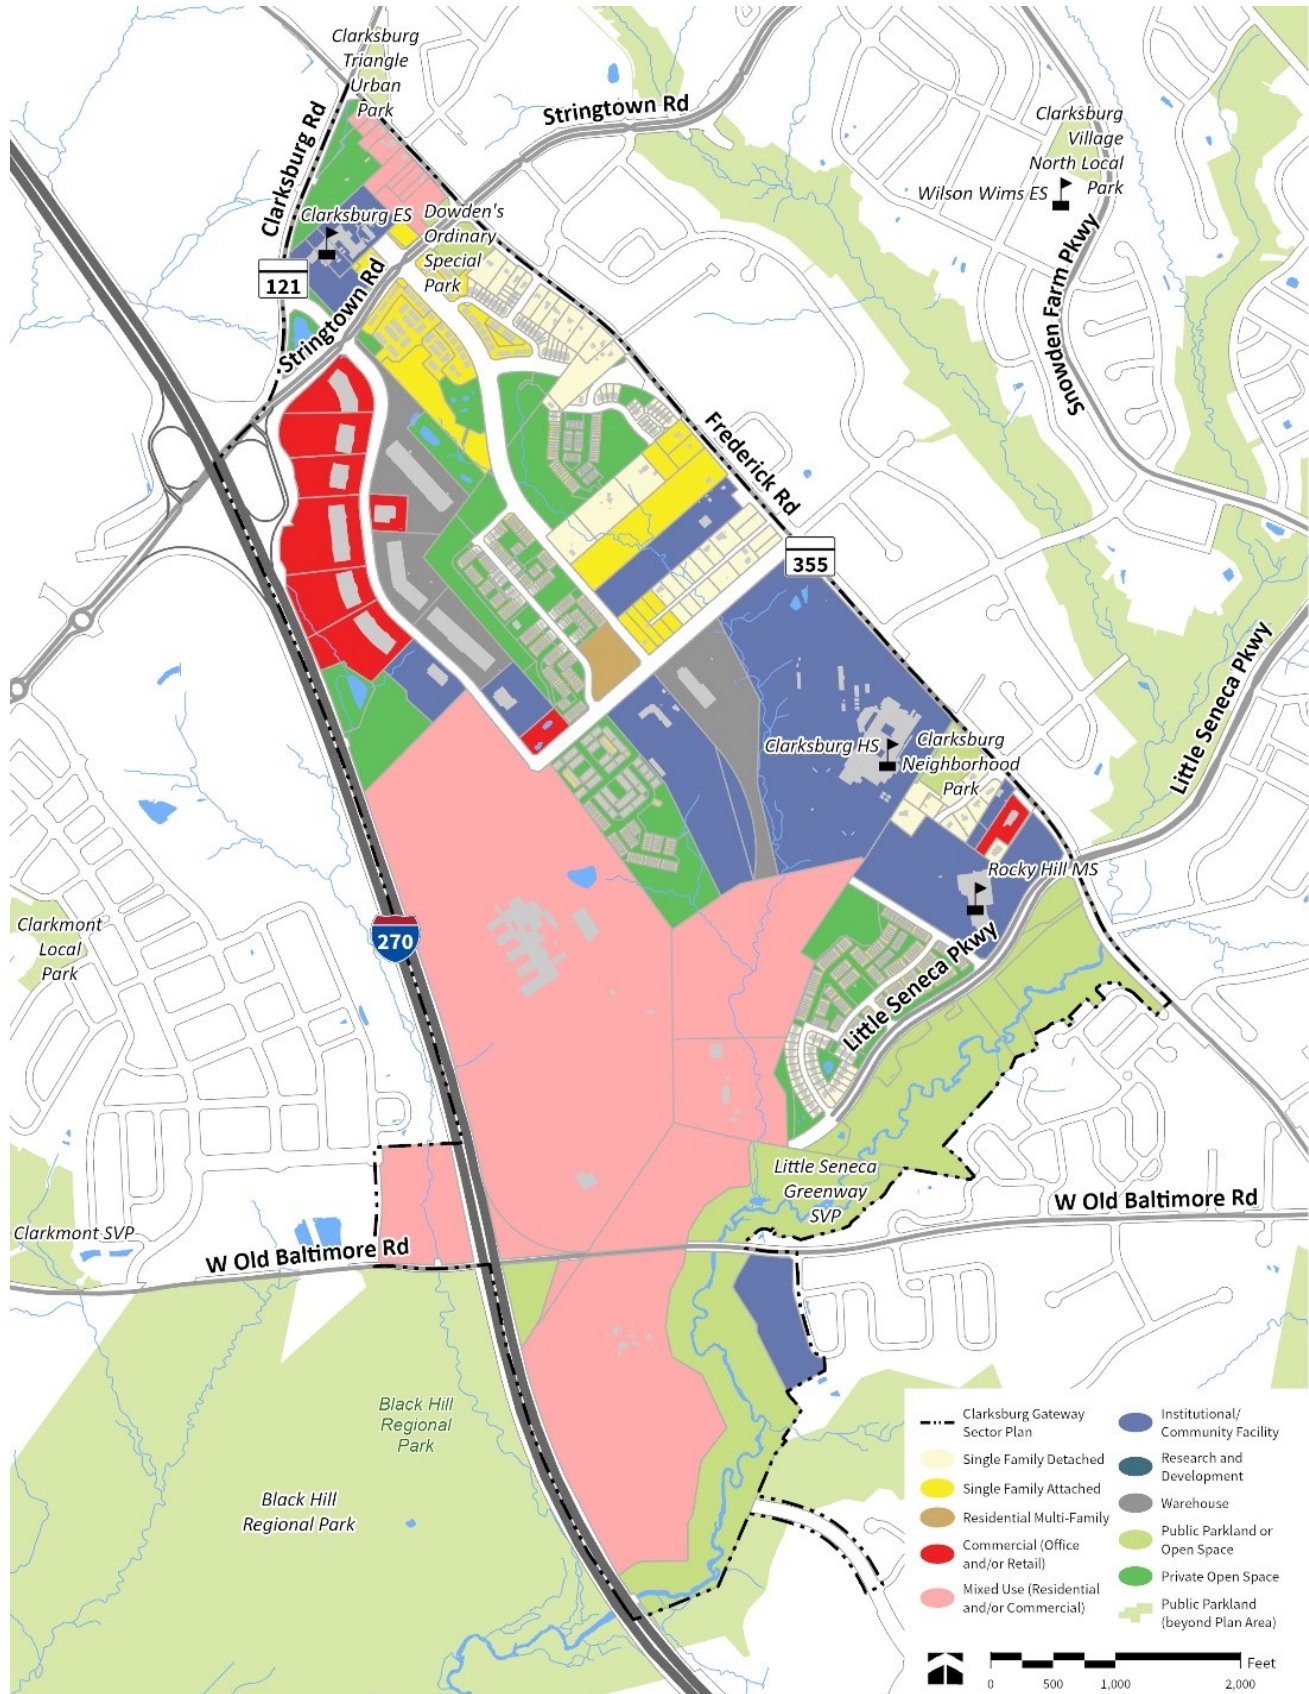 Clarksburg
Triangle
Urban
Park
Clarksburg Rd
Stringtown Rd
Clarksburg
Village
North Local
Park
Wilson Wims ES
Clarksburg ES
Dowden's
Ordinary
Special
Park
121
Stringtown Rd
Snowden Farm Pkwy
Frederick Rd
355
Little Seneca Pkwy
Clarksburg HS
Clarksburg
Neighborhood
Park
Rocky Hill MS
Clarkmont
Local
Park
270
Little Seneca Pkwy
Little Seneca
Greenway
SVP
W Old Baltimore Rd
Clarkmont SVP
W Old Baltimore Rd
Black Hill
Regional
Park
Black Hill
Regional Park
Clarksburg Gateway
Sector Plan
Single Family Detached
Single Family Attached
Residential Multi-Family
Commercial (Office
and/or Retail)
Mixed Use (Residential
and/or Commercial)
Institutional/
Community Facility
Research and
Development
Warehouse
Public Parkland or
Open Space
Private Open Space
Public Parkland
(beyond Plan Area)
Feet
0 500 1,000 2,000